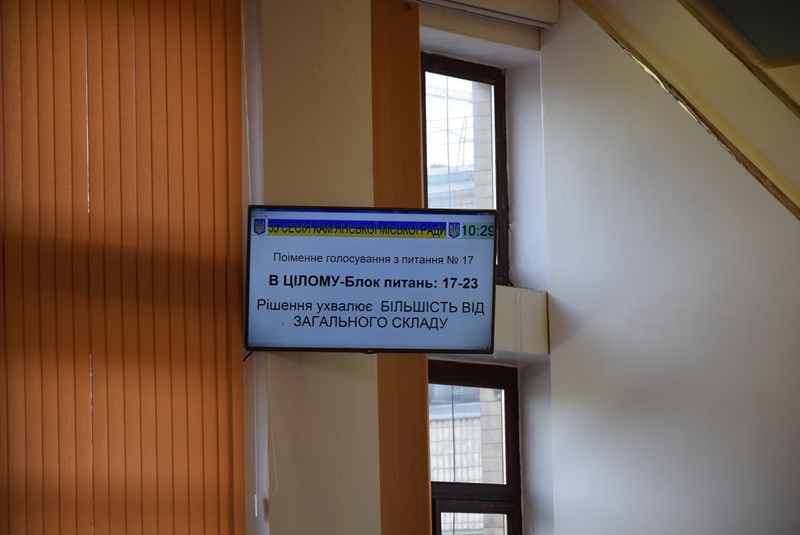 55 СЕСІЯ КАМ'ЯНСЬКОЇ МІСЬКОЇ РАДИ 10:29
Поіменне голосування з питання № 17
В ЦІЛОМУ-Блок питань: 17-23
Рішення ухвалює БІЛЬШІСТЬ ВІД
ЗАГАЛЬНОГО СКЛАДУ